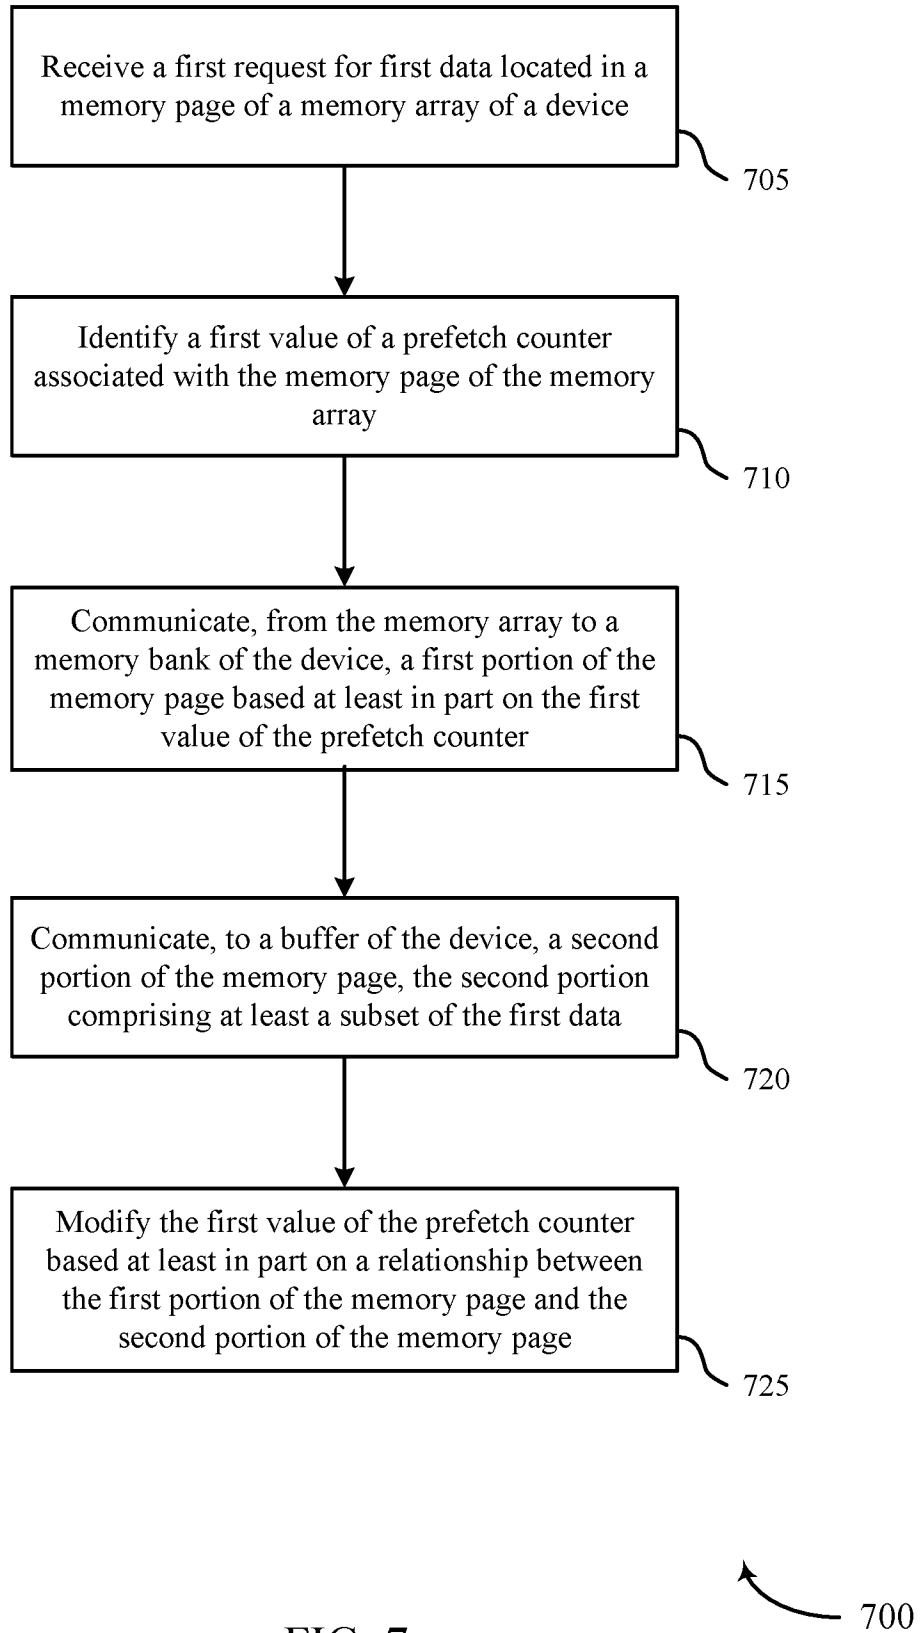 Receive a first request for first data located in a
memory page of a memory array of a device
705
Identify a first value of a prefetch counter
associated with the memory page of the memory
array
710
Communicate, from the memory array to a
memory bank of the device, a first portion of the
memory page based at least in part on the first
value of the prefetch counter
715
Communicate, to a buffer of the device, a second
portion of the memory page, the second portion
comprising at least a subset of the first data
720
Modify the first value of the prefetch counter
based at least in part on a relationship between
the first portion of the memory page and the
second portion of the memory page
725
700
FIG. 7